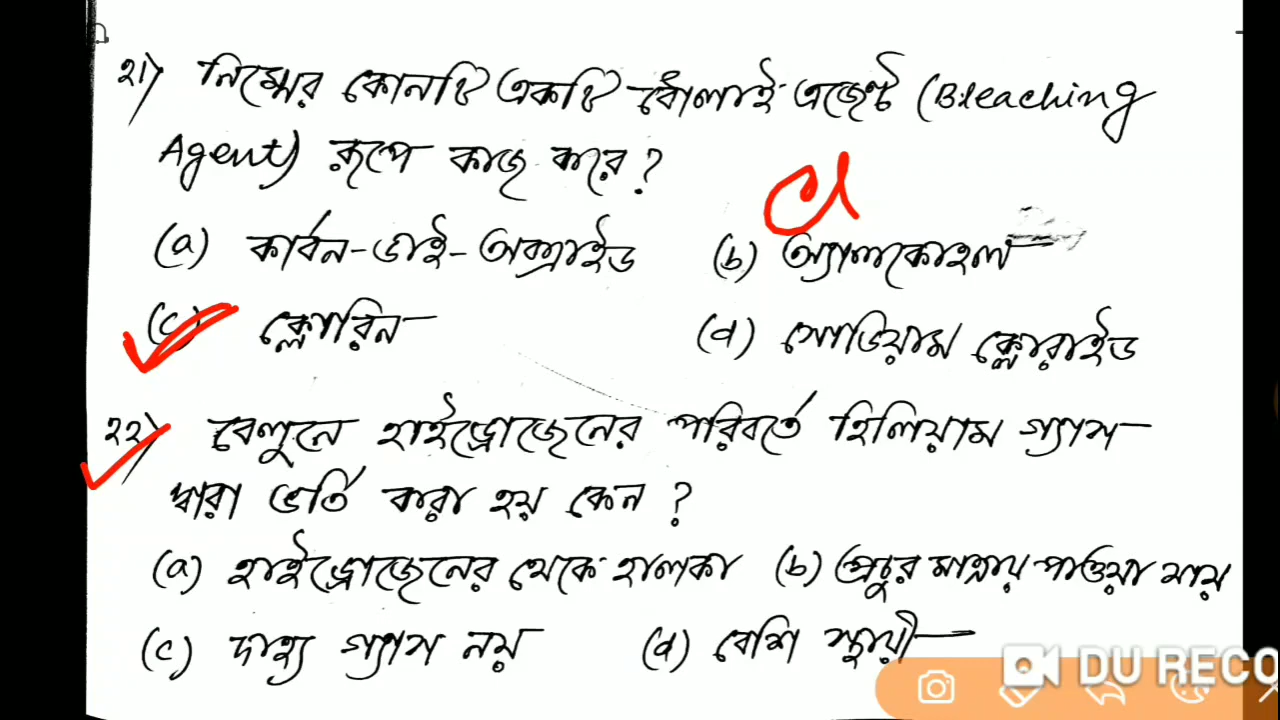 ২১) নিম্নের কোনটি একটি ধোলাই এজেন্ট (Bleaching
Agent) রূপে কাজ করে?
(a) কার্বন-ডাই-অক্সাইড (b) অ্যালকোহল
(c) ক্লোরিন (d) সোডিয়াম ক্লোরাইড
২২) বেলুনে হাইড্রোজেনের পরিবর্তে হিলিয়াম গ্যাস
দ্বারা ভর্তি করা হয় কেন?
(a) হাইড্রোজেনের থেকে হালকা (b) প্রচুর মাত্রায় পাওয়া যায়
(c) দাহ্য গ্যাস নয় (d) বেশি স্থায়ী
DU RECO